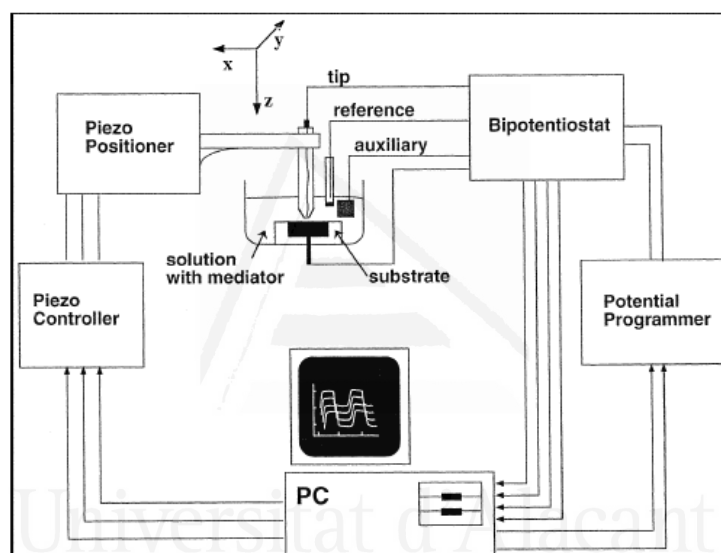 y
x
z
tip
reference
auxiliary
Piezo
Positioner
Bipotentiostat
solution
with mediator
substrate
Piezo
Controller
Potential
Programmer
PC
Universitat d'Alacant